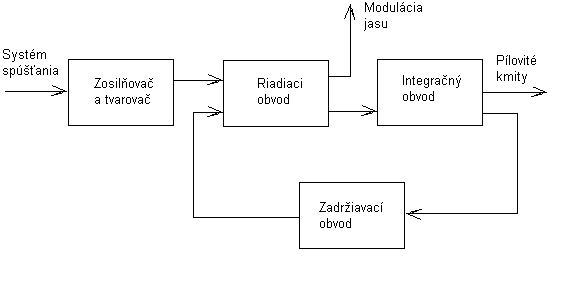 Systém
spúšťania
Zosilňovač
a tvarovač
Riadiaci
obvod
Modulácia
jasu
Integračný
obvod
Pílovité
kmity
Zadržiavací
obvod